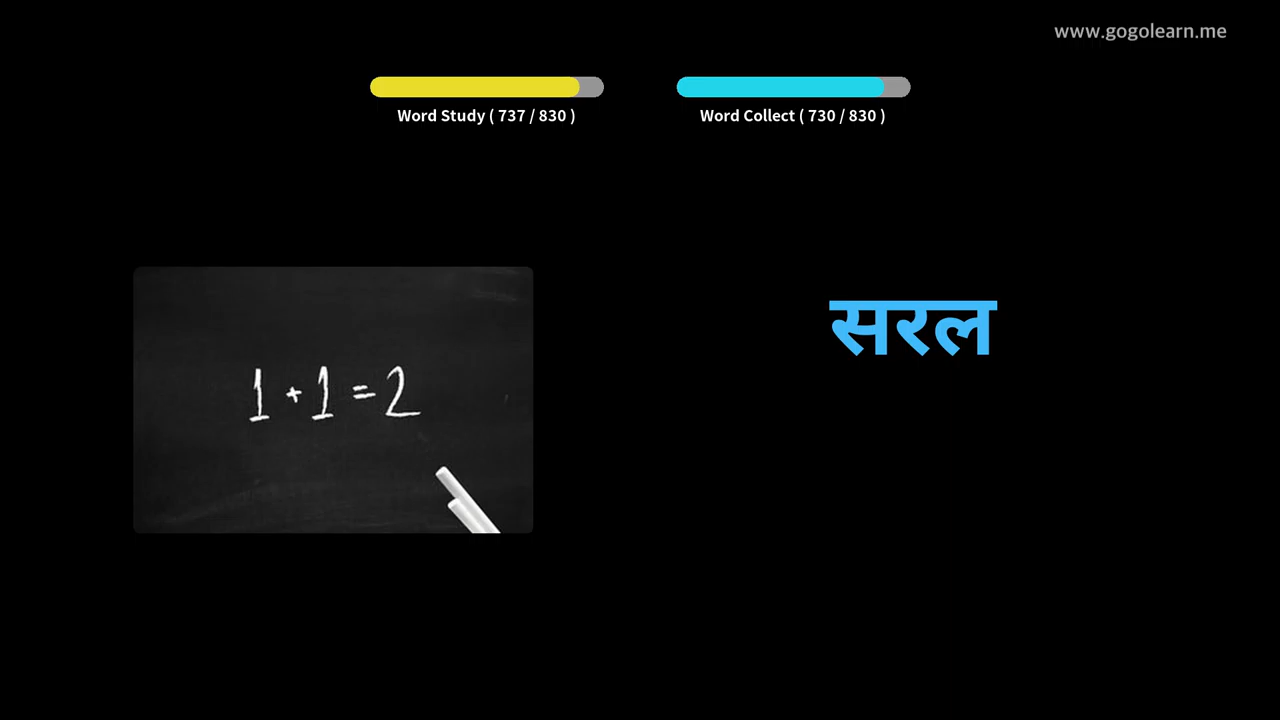 www.gogolearn.me
Word Study ( 737 / 830 )
Word Collect ( 730 / 830 )
सरल
1 + 1 = 2